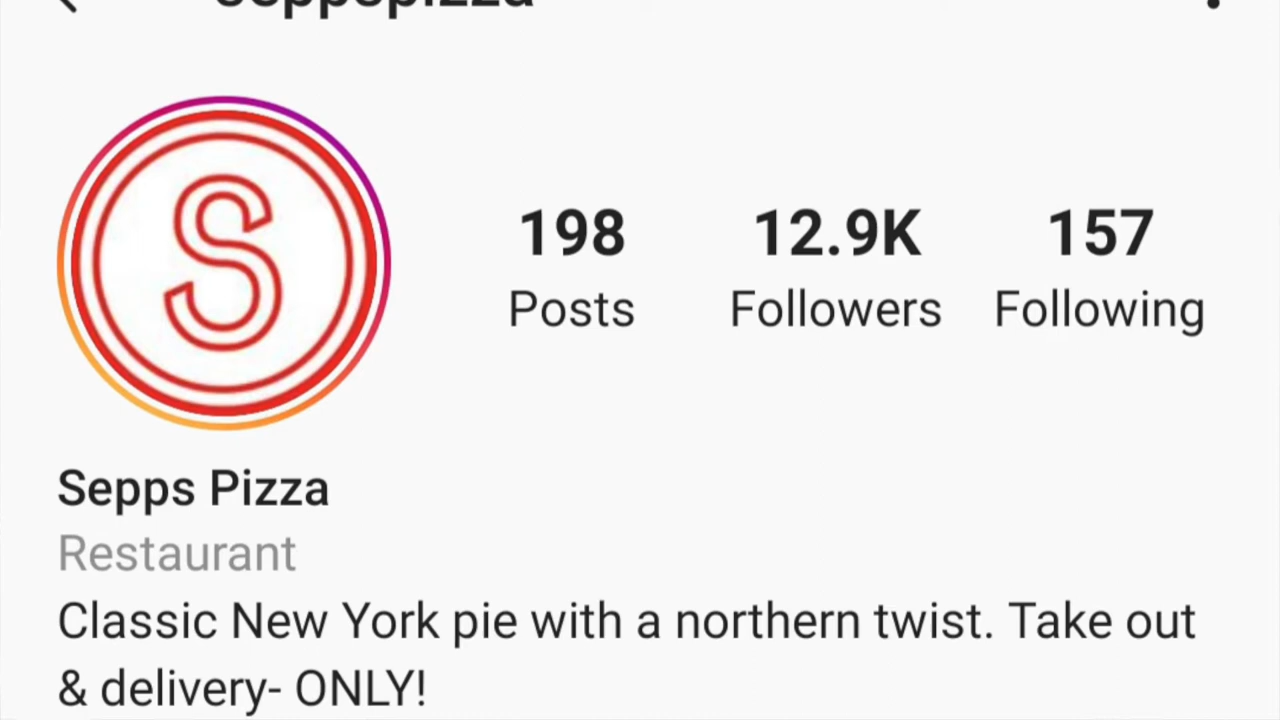 seppspizza
S
198 12.9K 157
Posts Followers Following
Sepps Pizza
Restaurant
Classic New York pie with a northern twist. Take out
& delivery- ONLY!